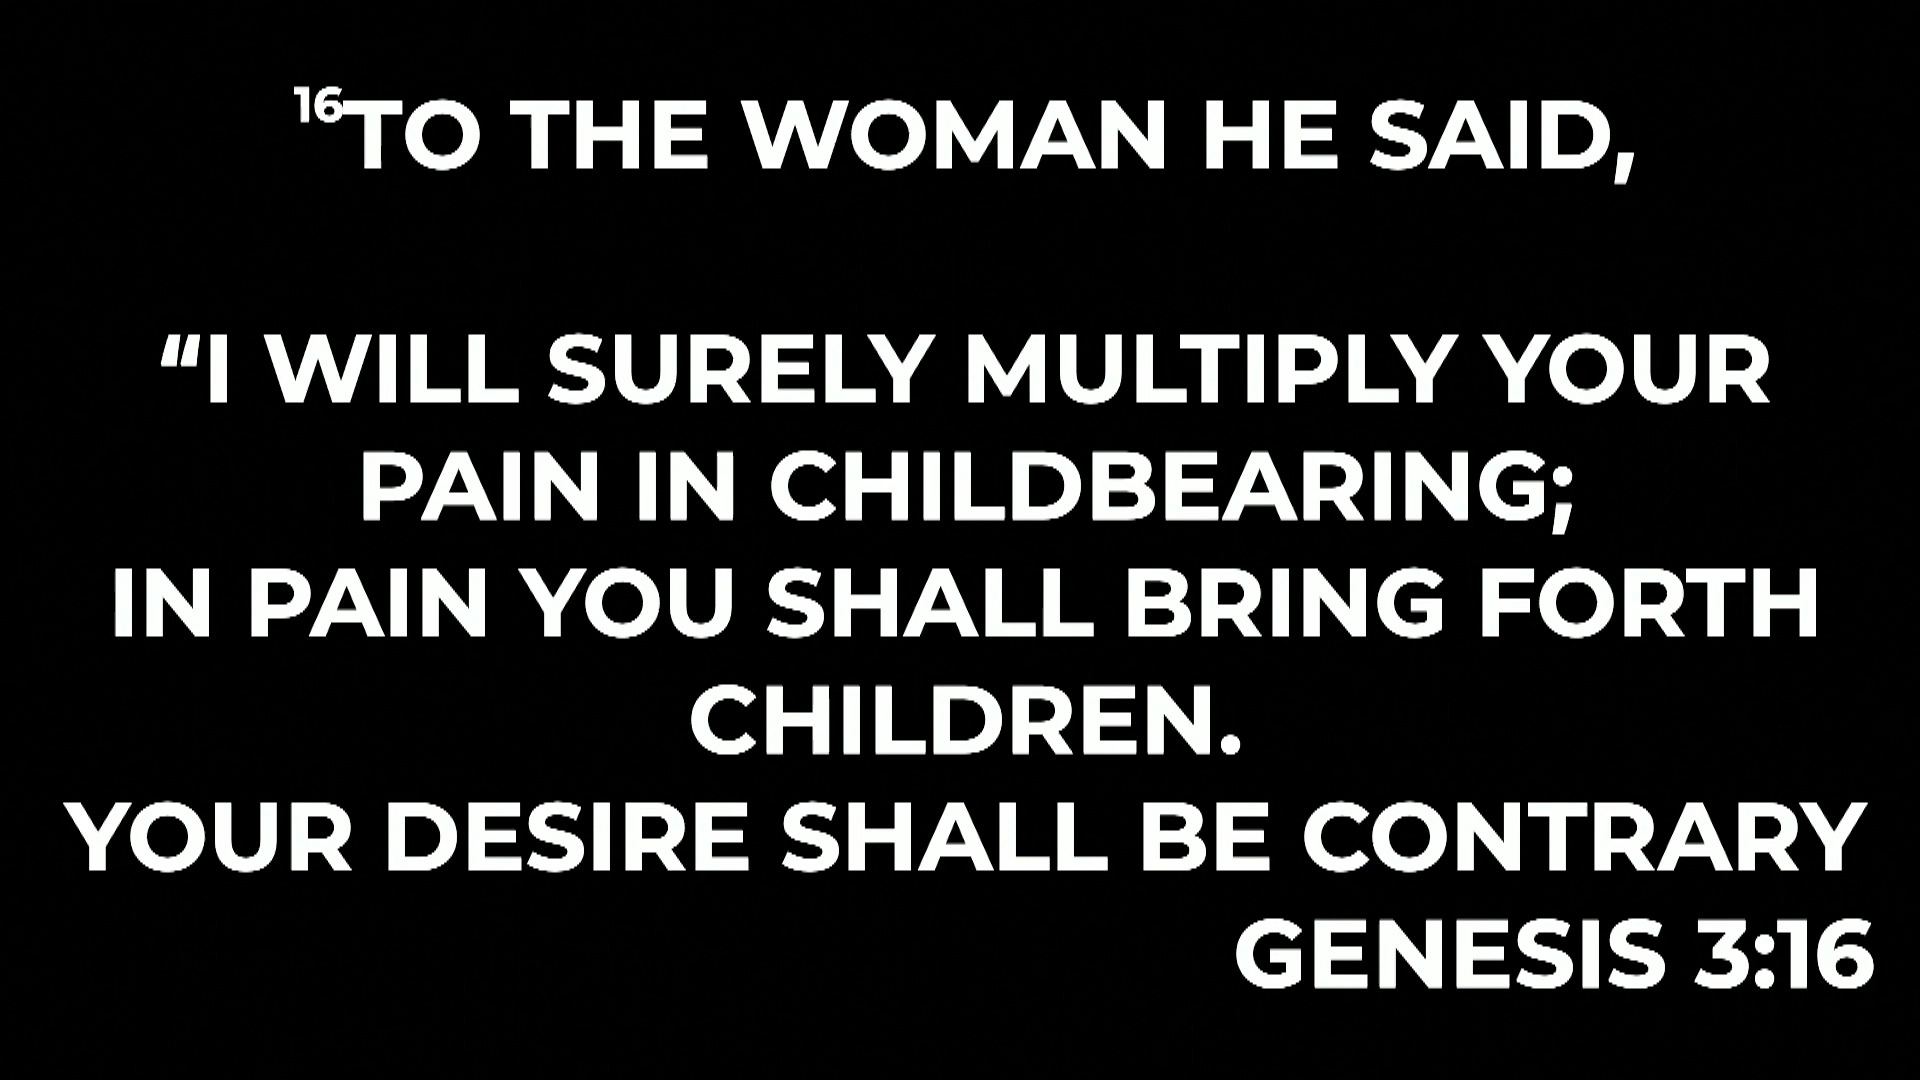 16TO THE WOMAN HE SAID,
“I WILL SURELY MULTIPLY YOUR
PAIN IN CHILDBEARING;
IN PAIN YOU SHALL BRING FORTH
CHILDREN.
YOUR DESIRE SHALL BE CONTRARY
GENESIS 3:16